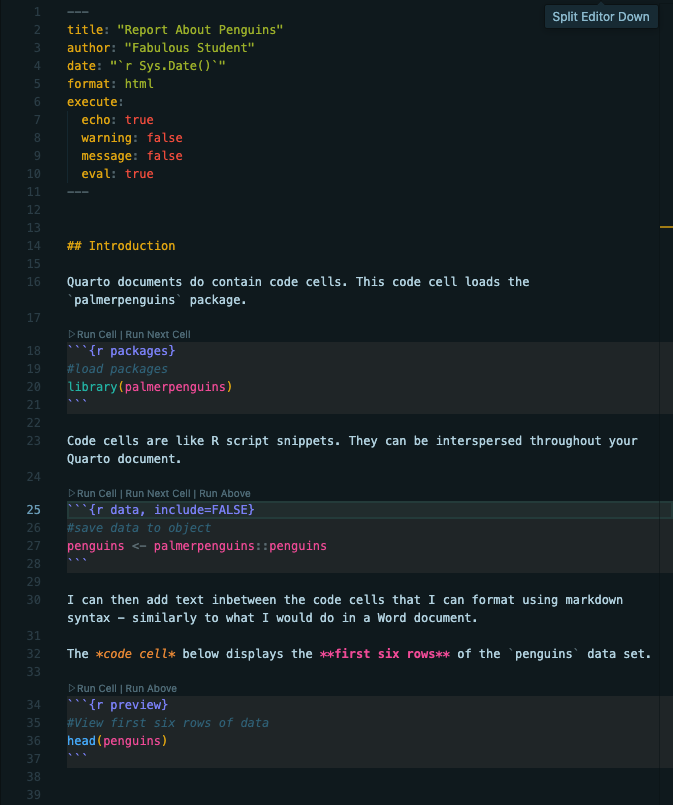 Split Editor Down
1 ---
2 title: "Report About Penguins"
3 author: "Fabulous Student"
4 date: "`r Sys.Date()`"
5 format: html
6 execute:
7   echo: true
8   warning: false
9   message: false
10   eval: true
11 ---
12
13
14 ## Introduction
15
16 Quarto documents do contain code cells. This code cell loads the
`palmerpenguins` package.
17
▷Run Cell | Run Next Cell
18 ```{r packages}
19 #load packages
20 library(palmerpenguins)
21 ```
22
23 Code cells are like R script snippets. They can be interspersed throughout your
Quarto document.
24
▷Run Cell | Run Next Cell | Run Above
25 ```{r data, include=FALSE}
26 #save data to object
27 penguins <- palmerpenguins::penguins
28 ```
29
30 I can then add text inbetween the code cells that I can format using markdown
syntax - similarly to what I would do in a Word document.
31
32 The *code cell* below displays the **first six rows** of the `penguins` data set.
33
▷Run Cell | Run Above
34 ```{r preview}
35 #View first six rows of data
36 head(penguins)
37 ```
38
39